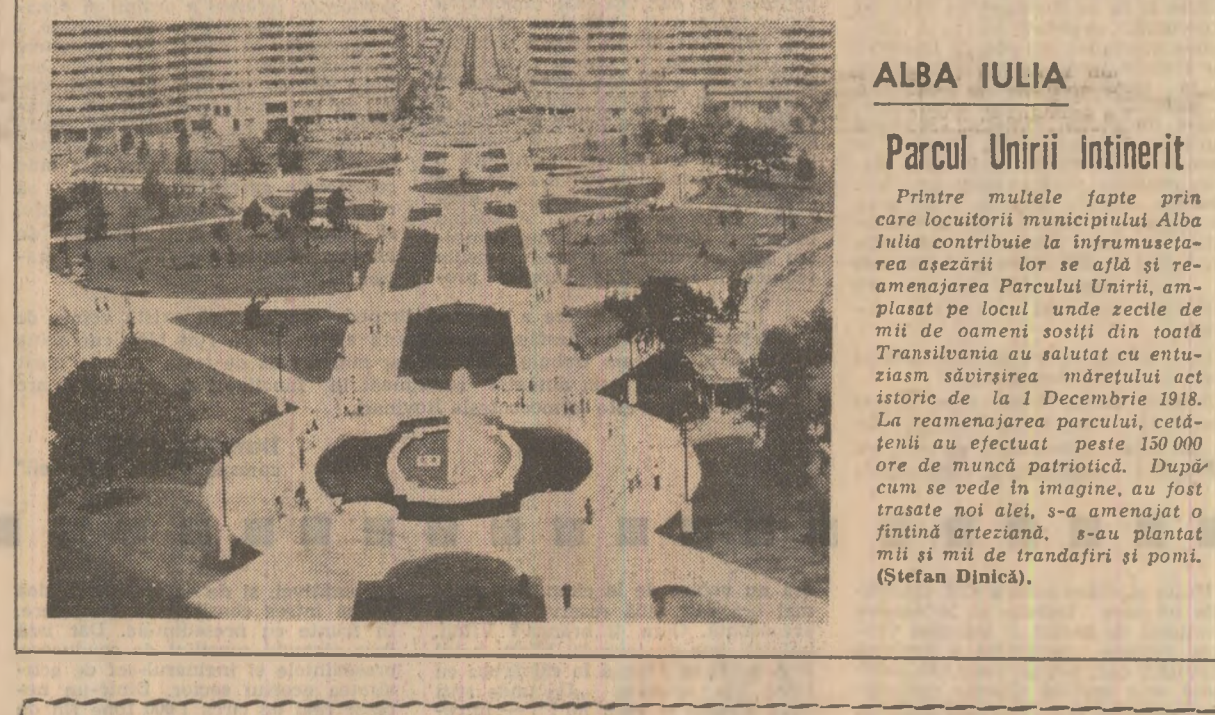 ALBA IULIA
Parcul Unirii intinerit
Printre multele fapte prin
care locuitorii municipiului Alba
Iulia contribuie la înfrumuseța-
rea așezării lor se află și re-
amenajarea Parcului Unirii, am-
plasat pe locul unde zecile de
mii de oameni sosiți din toată
Transilvania au salutat cu entu-
ziasm săvîrșirea mărețului act
istoric de la 1 Decembrie 1918.
La reamenajarea parcului, cetă-
țenii au efectuat peste 150 000
ore de muncă patriotică. După
cum se vede în imagine, au fost
trasate noi alei, s-a amenajat o
fîntînă arteziană, s-au plantat
mii și mii de trandafiri și pomi.
(Ștefan Dinică).